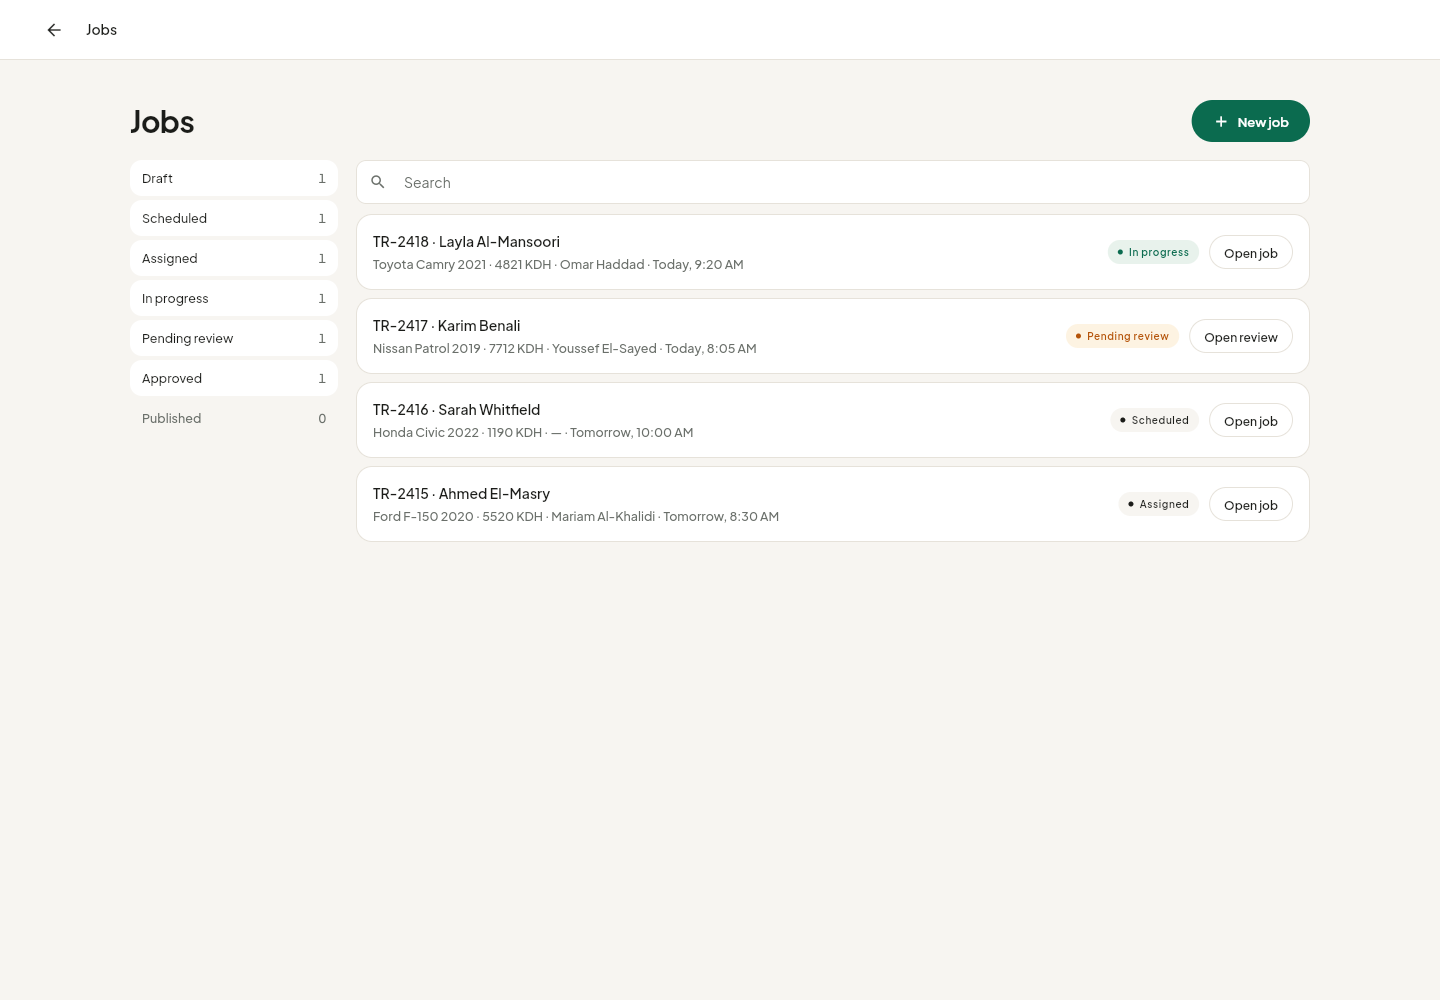 Jobs
Jobs
New job
Draft 1
Scheduled 1
Assigned 1
In progress 1
Pending review 1
Approved 1
Published 0
Search
TR-2418 · Layla Al-Mansoori
Toyota Camry 2021 · 4821 KDH · Omar Haddad · Today, 9:20 AM
In progress
Open job
TR-2417 · Karim Benali
Nissan Patrol 2019 · 7712 KDH · Youssef El-Sayed · Today, 8:05 AM
Pending review
Open review
TR-2416 · Sarah Whitfield
Honda Civic 2022 · 1190 KDH · — · Tomorrow, 10:00 AM
Scheduled
Open job
TR-2415 · Ahmed El-Masry
Ford F-150 2020 · 5520 KDH · Mariam Al-Khalidi · Tomorrow, 8:30 AM
Assigned
Open job